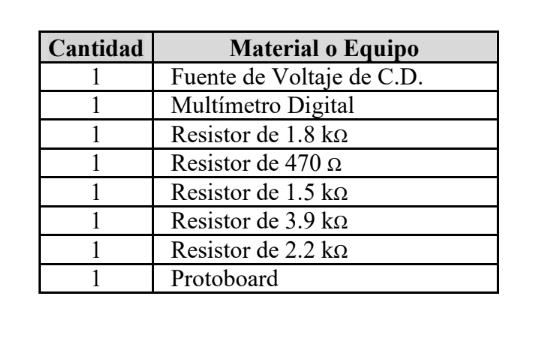 Cantidad Material o Equipo
1 Fuente de Voltaje de C.D.
1 Multímetro Digital
1 Resistor de 1.8 kΩ
1 Resistor de 470 Ω
1 Resistor de 1.5 kΩ
1 Resistor de 3.9 kΩ
1 Resistor de 2.2 kΩ
1 Protoboard